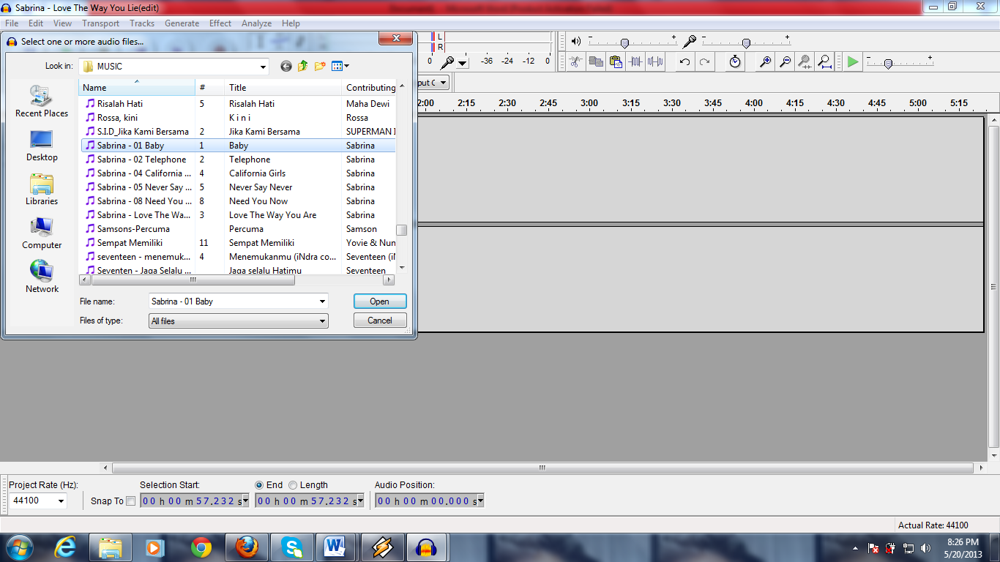 Sabrina - Love The Way You Lie(edit)
File Edit View Transport Tracks Generate Effect Analyze Help
Select one or more audio files...
Look in: MUSIC
Recent Places
Desktop
Libraries
Computer
Network
Name # Title Contributing
Risalah Hati 5 Risalah Hati Maha Dewi
Rossa, kini K i n i Rossa
S.I.D_Jika Kami Bersama 2 Jika Kami Bersama SUPERMAN I
Sabrina - 01 Baby 1 Baby Sabrina
Sabrina - 02 Telephone 2 Telephone Sabrina
Sabrina - 04 California ... 4 California Girls Sabrina
Sabrina - 05 Never Say ... 5 Never Say Never Sabrina
Sabrina - 08 Need You ... 8 Need You Now Sabrina
Sabrina - Love The Wa... 3 Love The Way You Are Sabrina
Samsons-Percuma Percuma Samson
Sempat Memiliki 11 Sempat Memiliki Yovie & Nun
seventeen - menemuk... 4 Menemukanmu (iNdra co... Seventeen (iN
Seventen - Jaga Selalu ... Jaga selalu Hatimu Seventeen
File name: Sabrina - 01 Baby Open
Files of type: All files Cancel
L
R
0 -36 -24 -12 0
- + - +
- +
put C
2:00 2:15 2:30 2:45 3:00 3:15 3:30 3:45 4:00 4:15 4:30 4:45 5:00 5:15
Project Rate (Hz): Selection Start: End Length Audio Position:
44100 Snap To 00 h 00 m 57.232 s 00 h 00 m 57.232 s 00 h 00 m 00.000 s
Actual Rate: 44100
8:26 PM
5/20/2013